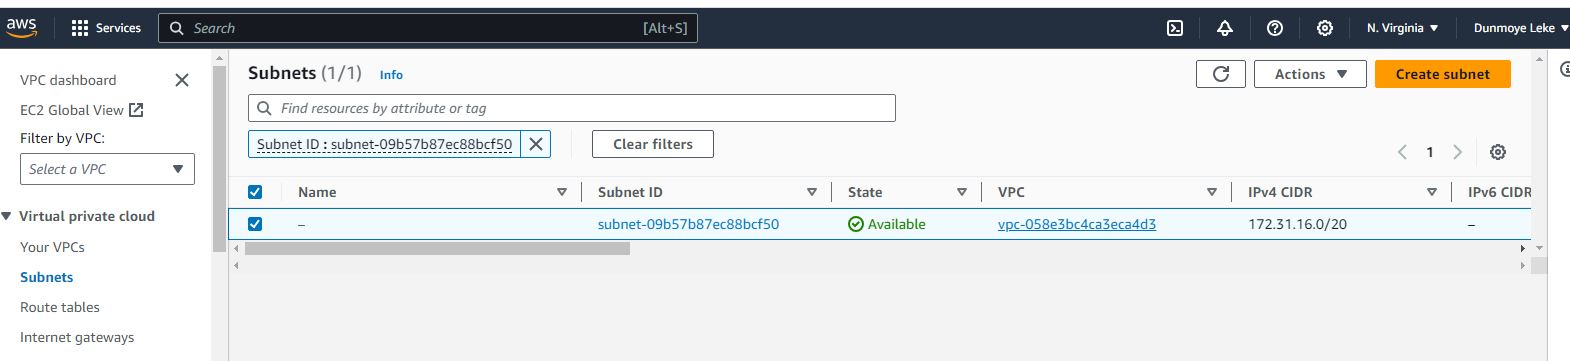 aws Services Search [Alt+S] N. Virginia Dunmoye Leke
VPC dashboard
EC2 Global View
Filter by VPC:
Select a VPC
Virtual private cloud
Your VPCs
Subnets
Route tables
Internet gateways
Subnets (1/1) Info Actions Create subnet
Find resources by attribute or tag
Subnet ID : subnet-09b57b87ec88bcf50 Clear filters
1
Name Subnet ID State VPC IPv4 CIDR IPv6 CIDR
– subnet-09b57b87ec88bcf50 Available vpc-058e3bc4ca3eca4d3 172.31.16.0/20 –